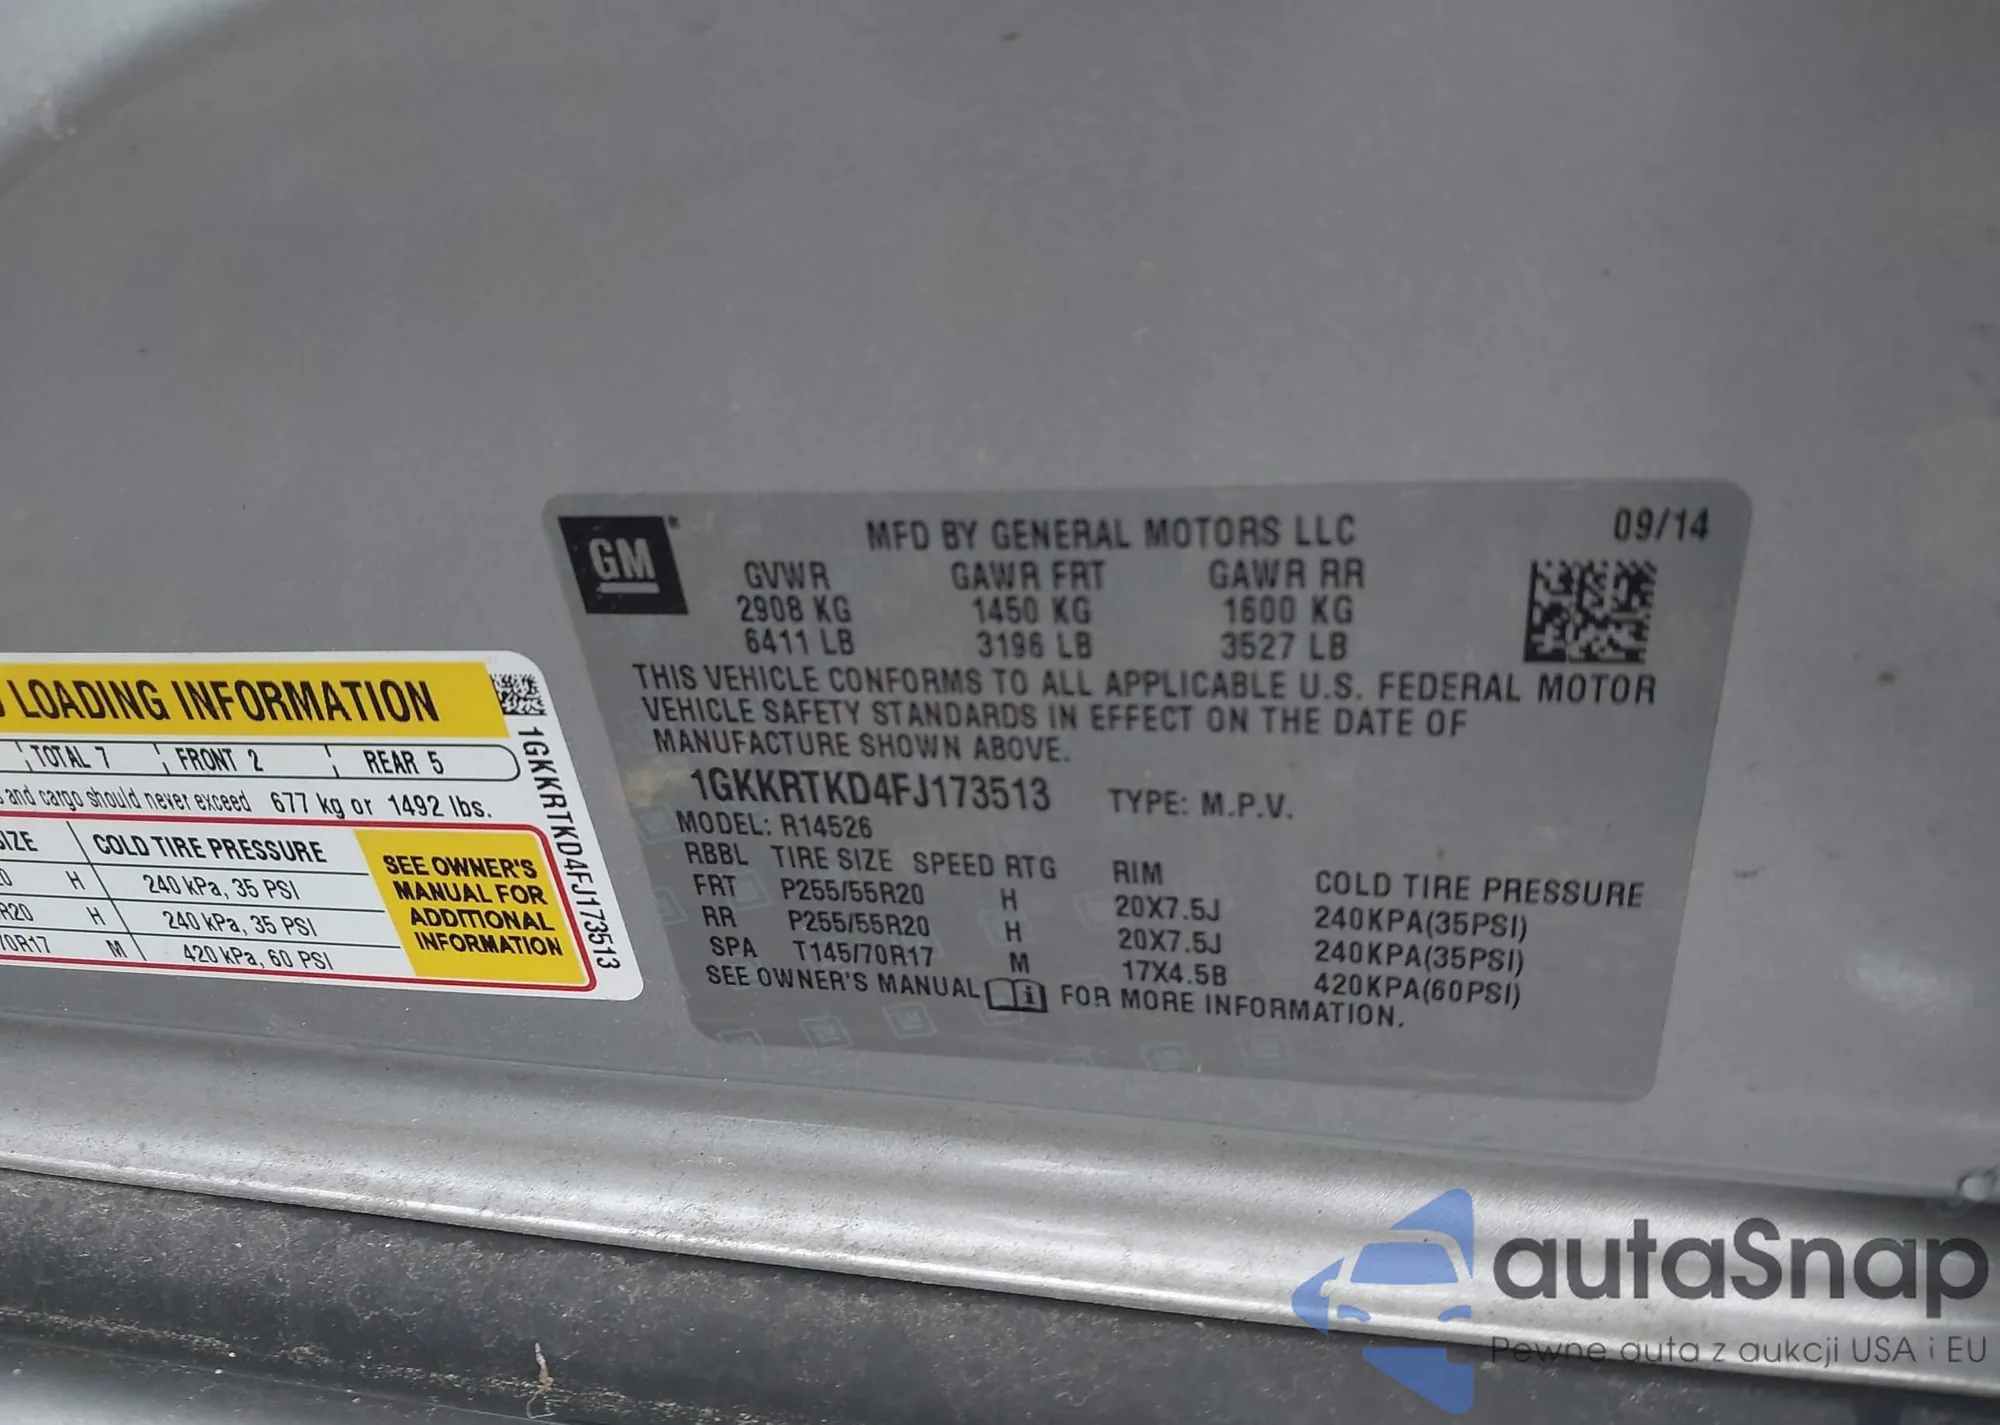 GM®
MFD BY GENERAL MOTORS LLC 09/14
GVWR GAWR FRT GAWR RR
2908 KG 1450 KG 1600 KG
6411 LB 3196 LB 3527 LB
THIS VEHICLE CONFORMS TO ALL APPLICABLE U.S. FEDERAL MOTOR
VEHICLE SAFETY STANDARDS IN EFFECT ON THE DATE OF
MANUFACTURE SHOWN ABOVE.
1GKKRTKD4FJ173513 TYPE: M.P.V.
MODEL: R14526
RBBL TIRE SIZE SPEED RTG RIM COLD TIRE PRESSURE
FRT P255/55R20 H 20X7.5J 240KPA(35PSI)
RR P255/55R20 H 20X7.5J 240KPA(35PSI)
SPA T145/70R17 M 17X4.5B 420KPA(60PSI)
SEE OWNER'S MANUAL FOR MORE INFORMATION.
LOADING INFORMATION
TOTAL 7 FRONT 2 REAR 5
and cargo should never exceed 677 kg or 1492 lbs.
SIZE COLD TIRE PRESSURE
H 240 kPa, 35 PSI
R20 H 240 kPa, 35 PSI
70R17 M 420 kPa, 60 PSI
SEE OWNER'S
MANUAL FOR
ADDITIONAL
INFORMATION
1GKKRTKD4FJ173513
autaSnap
Pewne auta z aukcji USA i EU